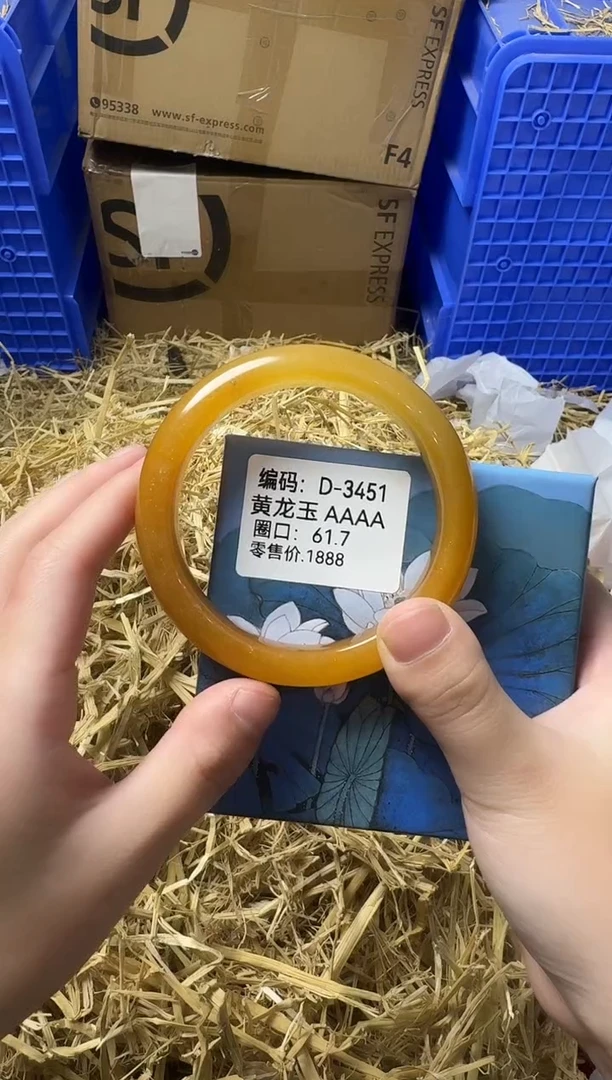 SF
SF EXPRESS
95338 www.sf-express.com
F4
SF
SF EXPRESS
编码：D-3451
黄龙玉 AAAA
圈口：61.7
零售价.1888